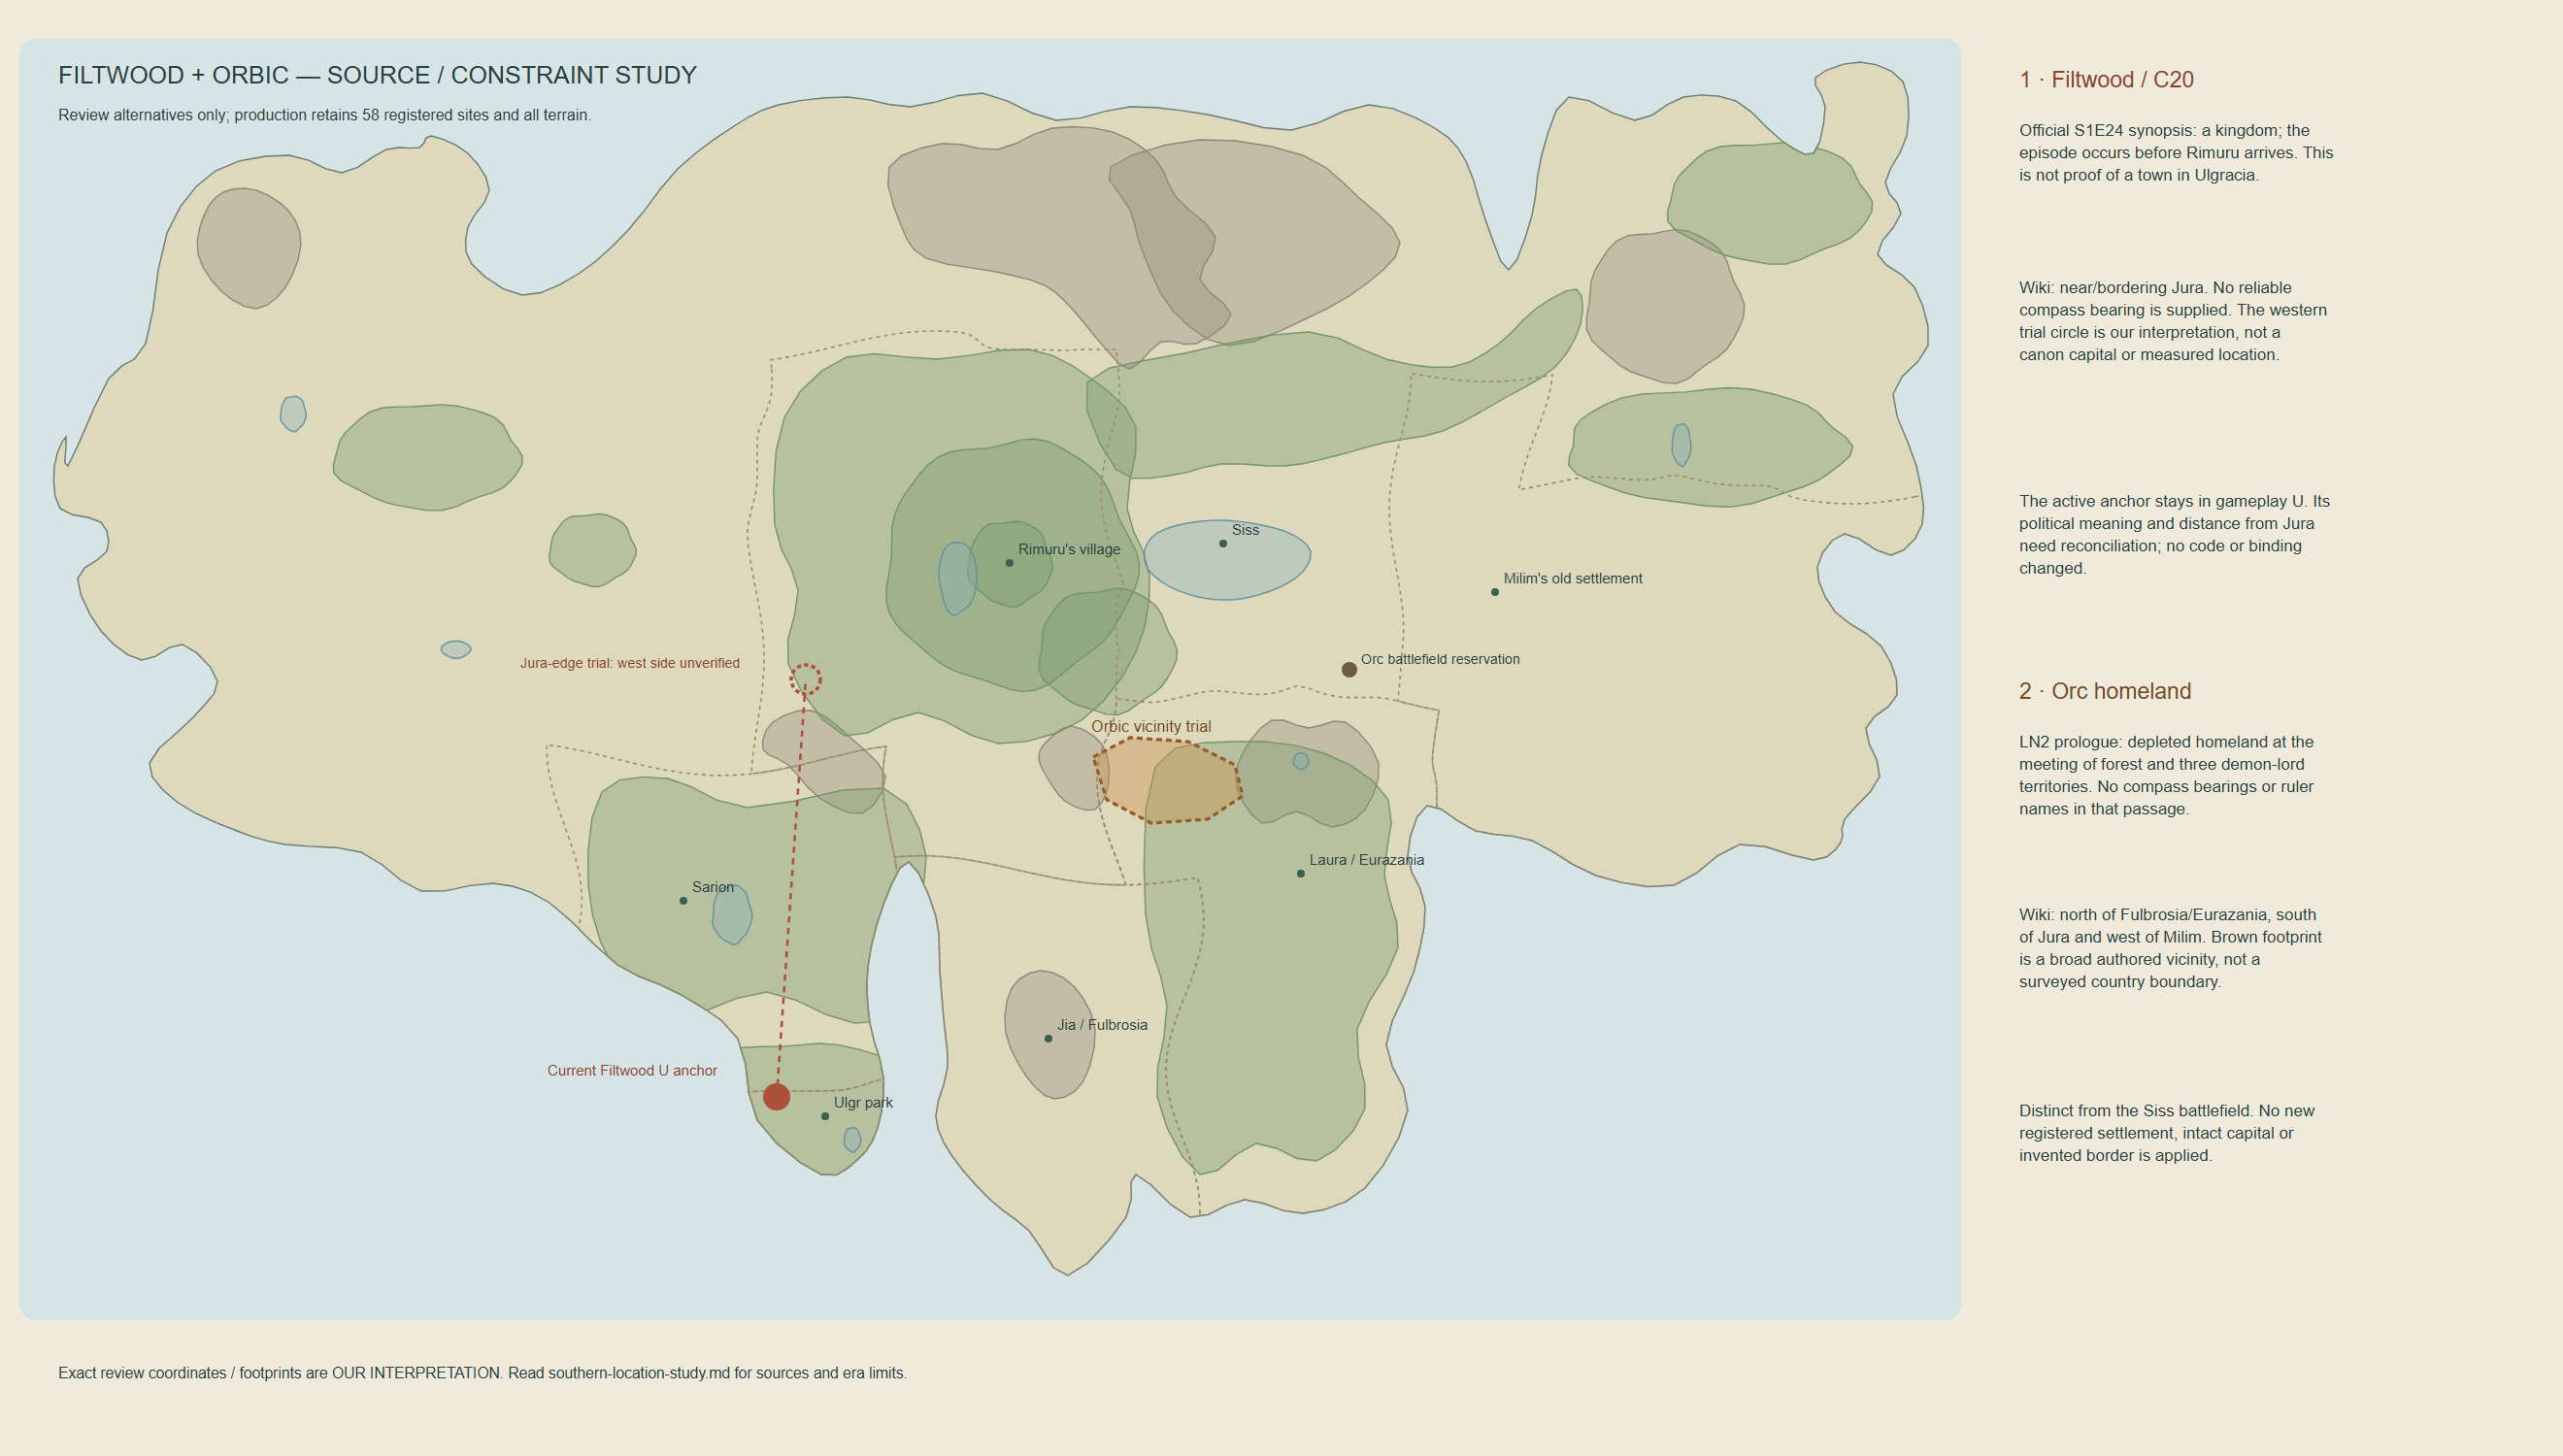 FILTWOOD + ORBIC — SOURCE / CONSTRAINT STUDY
Review alternatives only; production retains 58 registered sites and all terrain.
Rimuru's village
Siss
Milim's old settlement
Jura-edge trial: west side unverified
Orc battlefield reservation
Orbic vicinity trial
Laura / Eurazania
Sarion
Jia / Fulbrosia
Current Filtwood U anchor
Ulgr park
1 · Filtwood / C20
Official S1E24 synopsis: a kingdom; the
episode occurs before Rimuru arrives. This
is not proof of a town in Ulgracia.
Wiki: near/bordering Jura. No reliable
compass bearing is supplied. The western
trial circle is our interpretation, not a
canon capital or measured location.
The active anchor stays in gameplay U. Its
political meaning and distance from Jura
need reconciliation; no code or binding
changed.
2 · Orc homeland
LN2 prologue: depleted homeland at the
meeting of forest and three demon-lord
territories. No compass bearings or ruler
names in that passage.
Wiki: north of Fulbrosia/Eurazania, south
of Jura and west of Milim. Brown footprint
is a broad authored vicinity, not a
surveyed country boundary.
Distinct from the Siss battlefield. No new
registered settlement, intact capital or
invented border is applied.
Exact review coordinates / footprints are OUR INTERPRETATION. Read southern-location-study.md for sources and era limits.